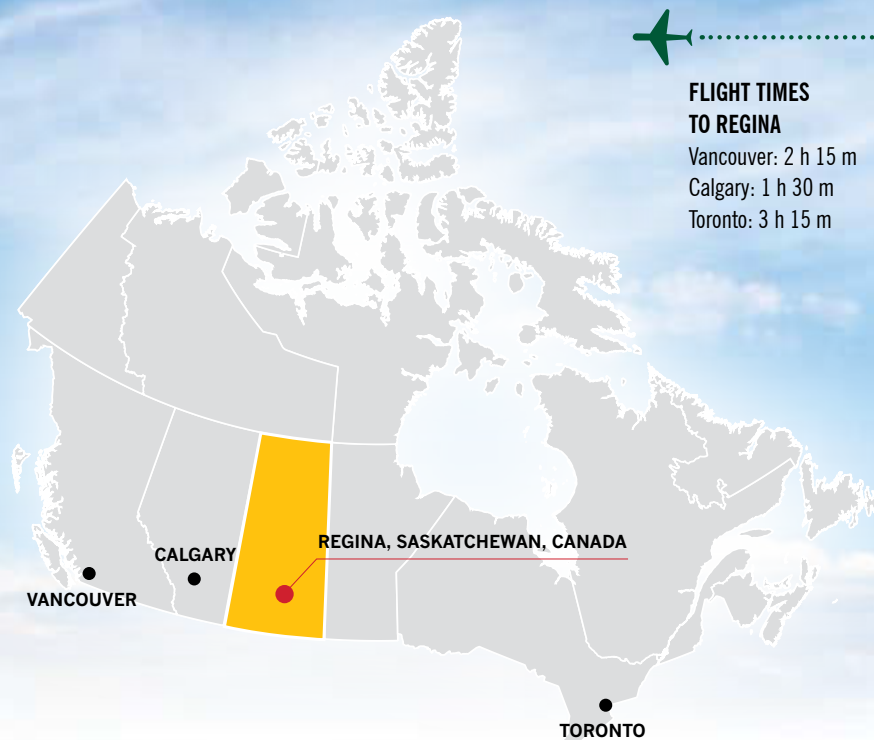 FLIGHT TIMES
TO REGINA
Vancouver: 2 h 15 m
Calgary: 1 h 30 m
Toronto: 3 h 15 m
REGINA, SASKATCHEWAN, CANADA
CALGARY
VANCOUVER
TORONTO